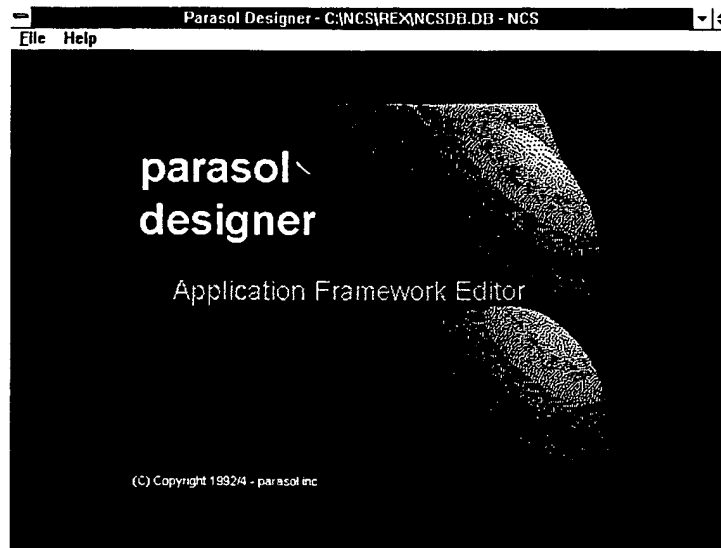 Parasol Designer - C:\NCS\REX\NCSDB.DB - NCS
File Help
parasol
designer
Application Framework Editor
(C) Copyright 1992/4 - parasol inc